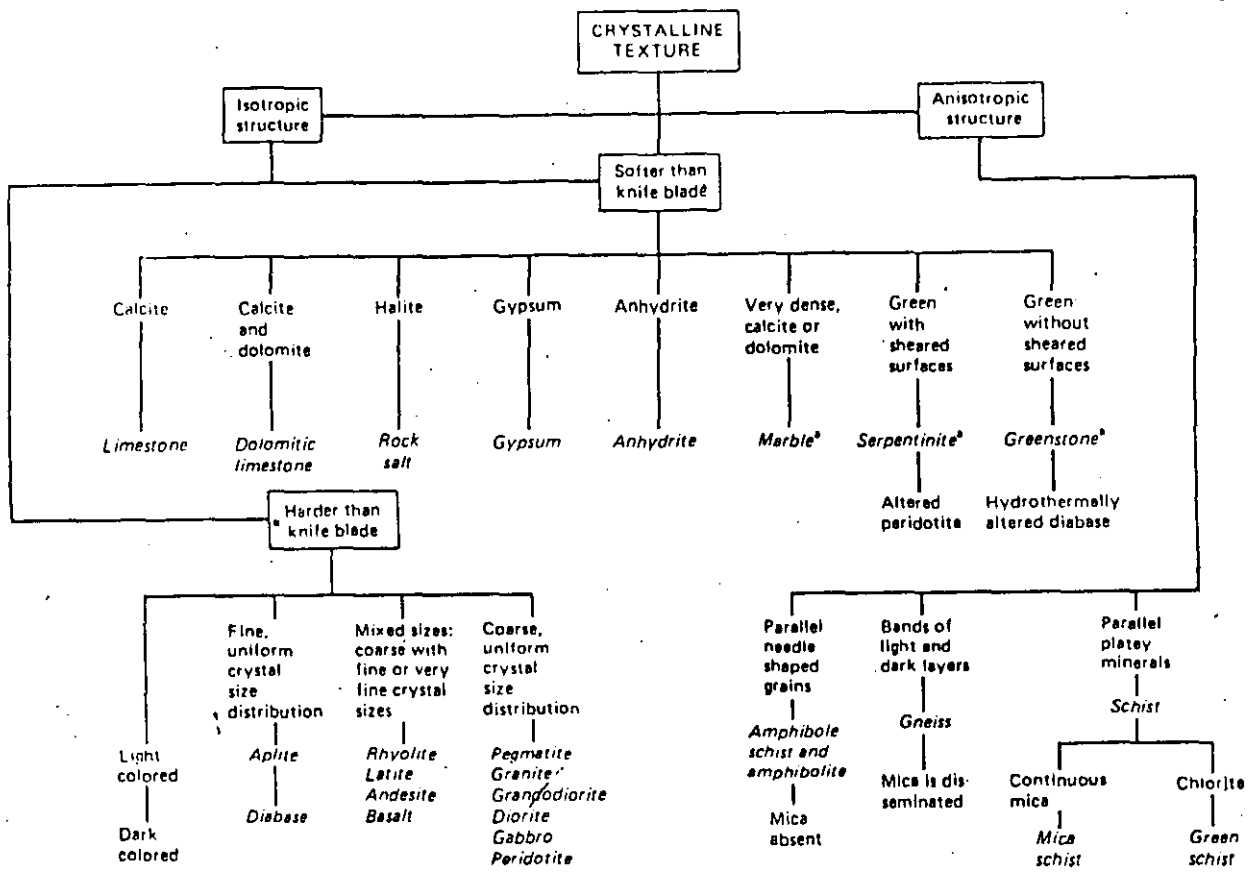 CRYSTALLINE
TEXTURE
Isotropic
structure
Anisotropic
structure
Softer than
knife blade
Calcite
Calcite
and
dolomite
Halite
Gypsum
Anhydrite
Very dense,
calcite or
dolomite
Green
with
sheared
surfaces
Green
without
sheared
surfaces
Limestone
Dolomitic
limestone
Rock
salt
Gypsum
Anhydrite
Marbleª
Serpentiniteª
Greenstoneª
Altered
peridotite
Hydrothermally
altered diabase
Harder than
knife blade
Light
colored
Dark
colored
Fine,
uniform
crystal
size
distribution
Aplite
Diabase
Mixed sizes:
coarse with
fine or very
fine crystal
sizes
Rhyolite
Latite
Andesite
Basalt
Coarse,
uniform
crystal
size
distribution
Pegmatite
Granite
Granodiorite
Diorite
Gabbro
Peridotite
Parallel
needle
shaped
grains
Amphibole
schist and
amphibolite
Mica
absent
Bands of
light and
dark layers
Gneiss
Mica is dis-
seminated
Parallel
platey
minerals
Schist
Continuous
mica
Mica
schist
Chlorite
Green
schist